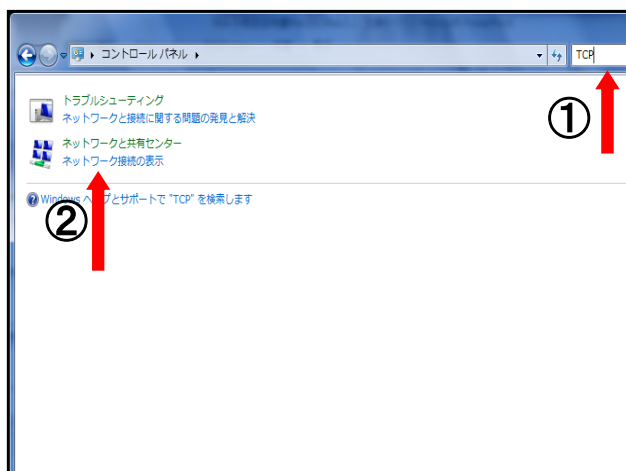 コントロール パネル
TCP
①
トラブルシューティング
ネットワークと接続に関する問題の発見と解決
ネットワークと共有センター
ネットワーク接続の表示
Windows ヘルプとサポートで "TCP" を検索します
②